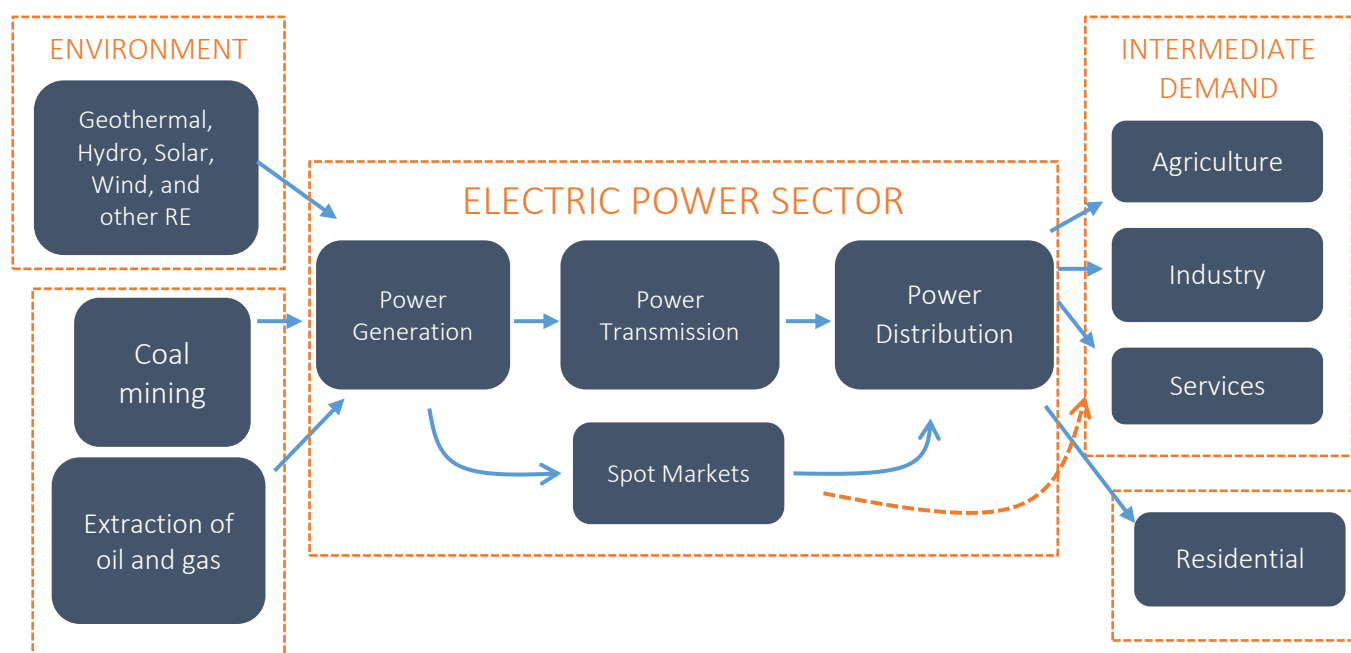 ENVIRONMENT
Geothermal,
Hydro, Solar,
Wind, and
other RE
Coal
mining
Extraction of
oil and gas
ELECTRIC POWER SECTOR
Power
Generation
Power
Transmission
Power
Distribution
Spot Markets
INTERMEDIATE
DEMAND
Agriculture
Industry
Services
Residential